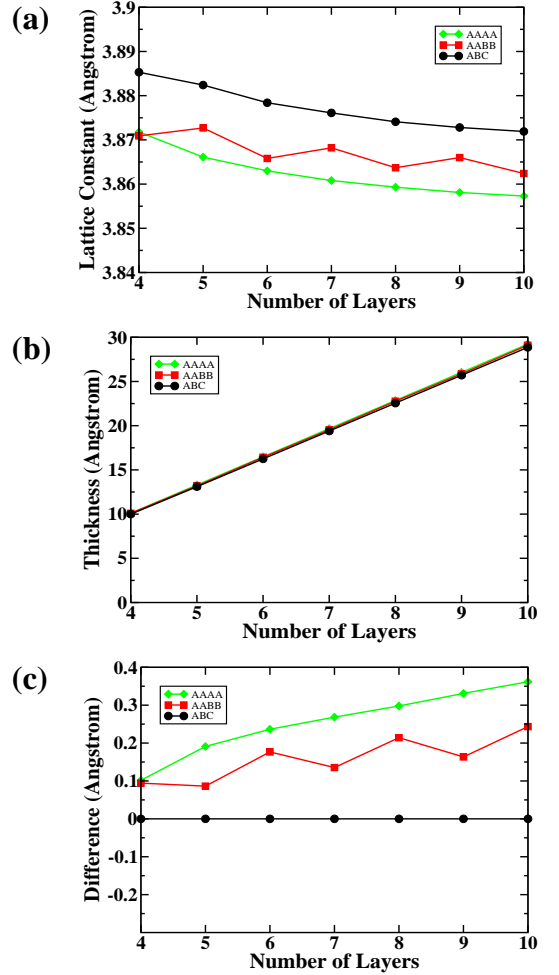 (a)
Lattice Constant (Angstrom)
3.9
3.89
3.88
3.87
3.86
3.85
3.84
AAAA
AABB
ABC
4 5 6 7 8 9 10
Number of Layers
(b)
Thickness (Angstrom)
30
25
20
15
10
5
0
AAAA
AABB
ABC
4 5 6 7 8 9 10
Number of Layers
(c)
Difference (Angstrom)
0.4
0.3
0.2
0.1
0
-0.1
-0.2
AAAA
AABB
ABC
4 5 6 7 8 9 10
Number of Layers